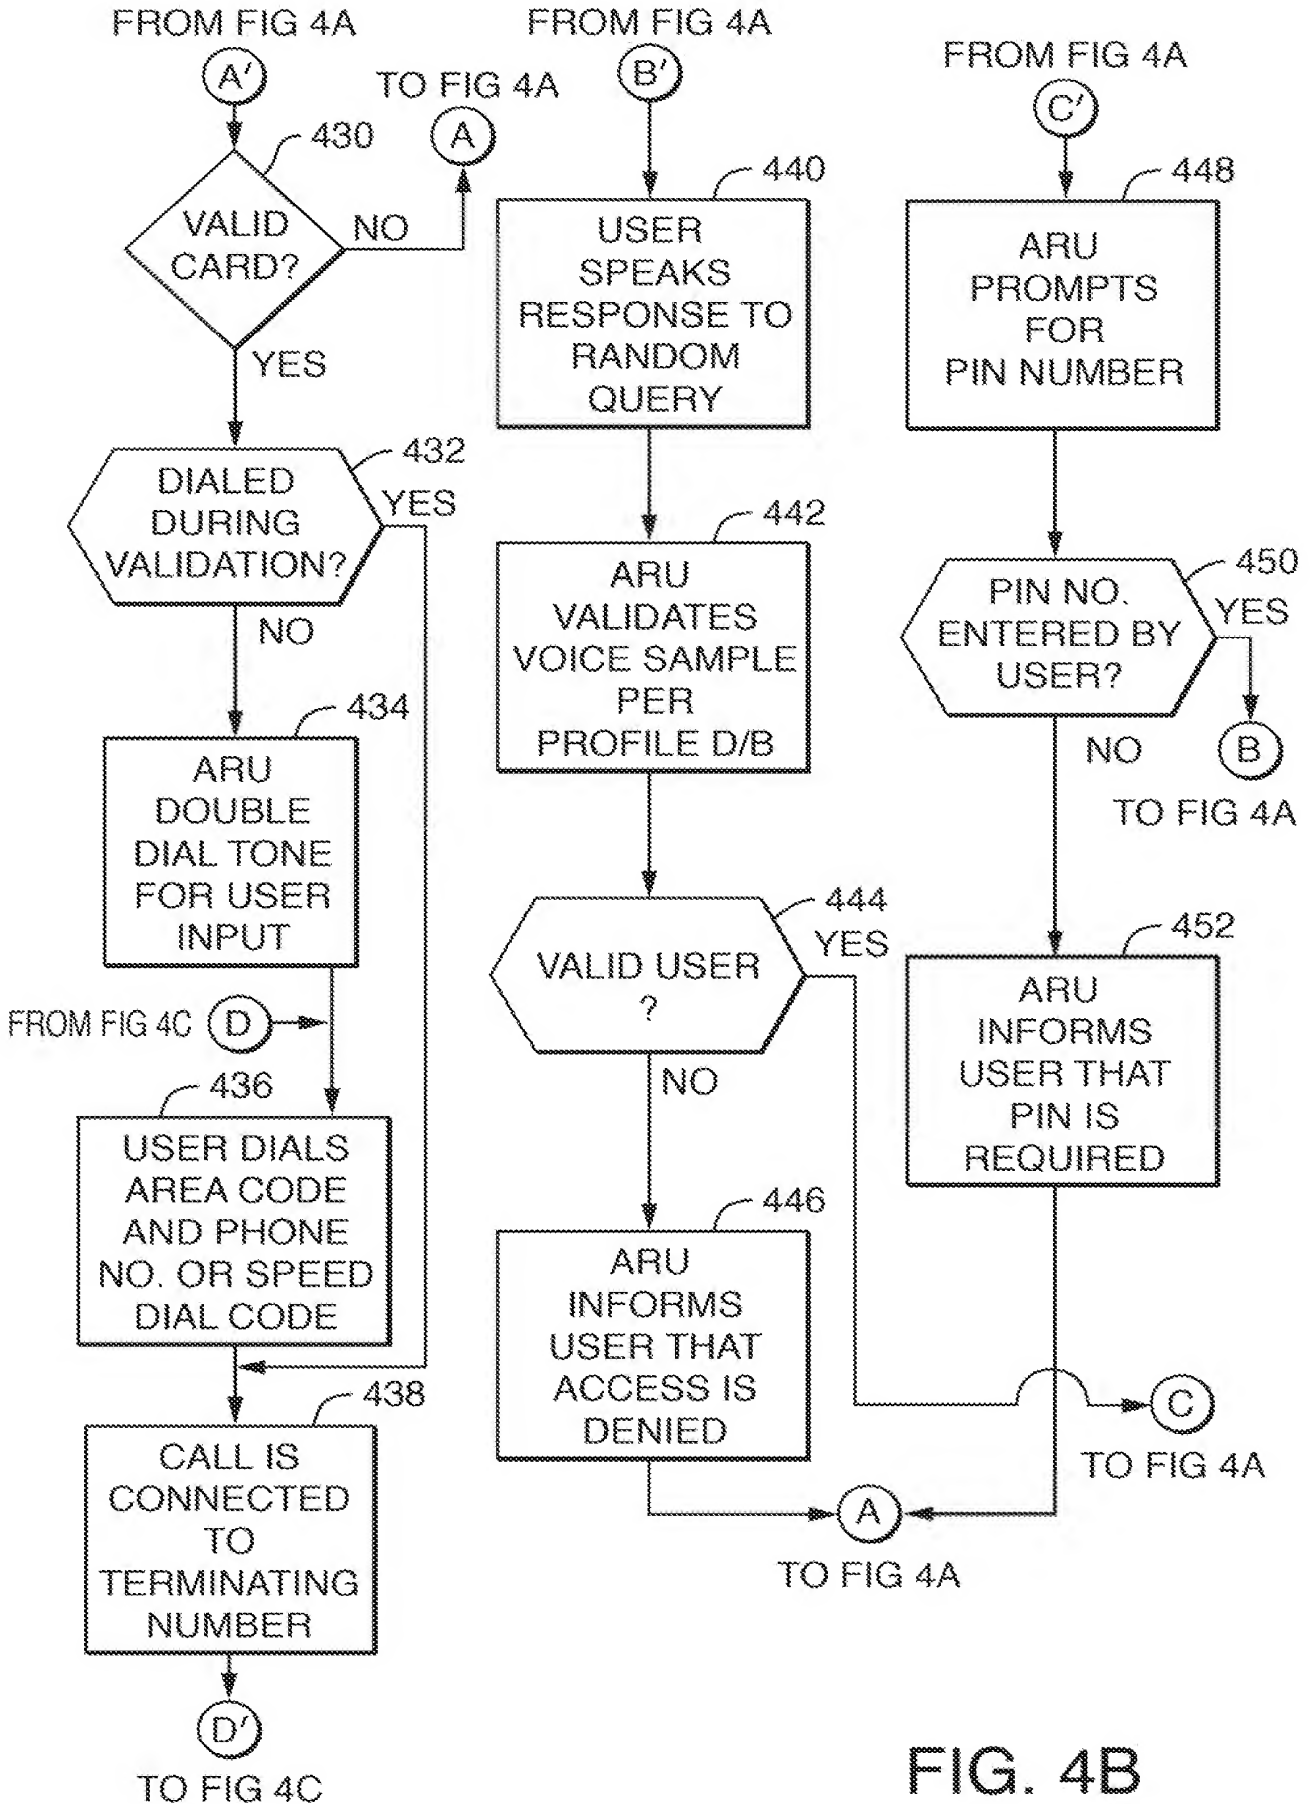 FROM FIG 4A
A'
430
VALID
CARD?
NO
TO FIG 4A
A
YES
432
DIALED
DURING
VALIDATION?
YES
NO
434
ARU
DOUBLE
DIAL TONE
FOR USER
INPUT
FROM FIG 4C
D
436
USER DIALS
AREA CODE
AND PHONE
NO. OR SPEED
DIAL CODE
438
CALL IS
CONNECTED
TO
TERMINATING
NUMBER
D'
TO FIG 4C
FROM FIG 4A
B'
440
USER
SPEAKS
RESPONSE TO
RANDOM
QUERY
442
ARU
VALIDATES
VOICE SAMPLE
PER
PROFILE D/B
444
VALID USER
?
YES
NO
446
ARU
INFORMS
USER THAT
ACCESS IS
DENIED
A
TO FIG 4A
FROM FIG 4A
C'
448
ARU
PROMPTS
FOR
PIN NUMBER
450
PIN NO.
ENTERED BY
USER?
YES
B
TO FIG 4A
NO
452
ARU
INFORMS
USER THAT
PIN IS
REQUIRED
C
TO FIG 4A
FIG. 4B